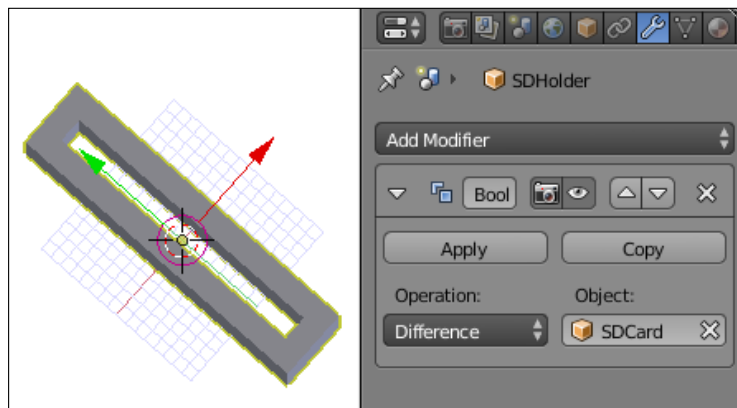 SDHolder
Add Modifier
Bool
Apply Copy
Operation: Object:
Difference SDCard